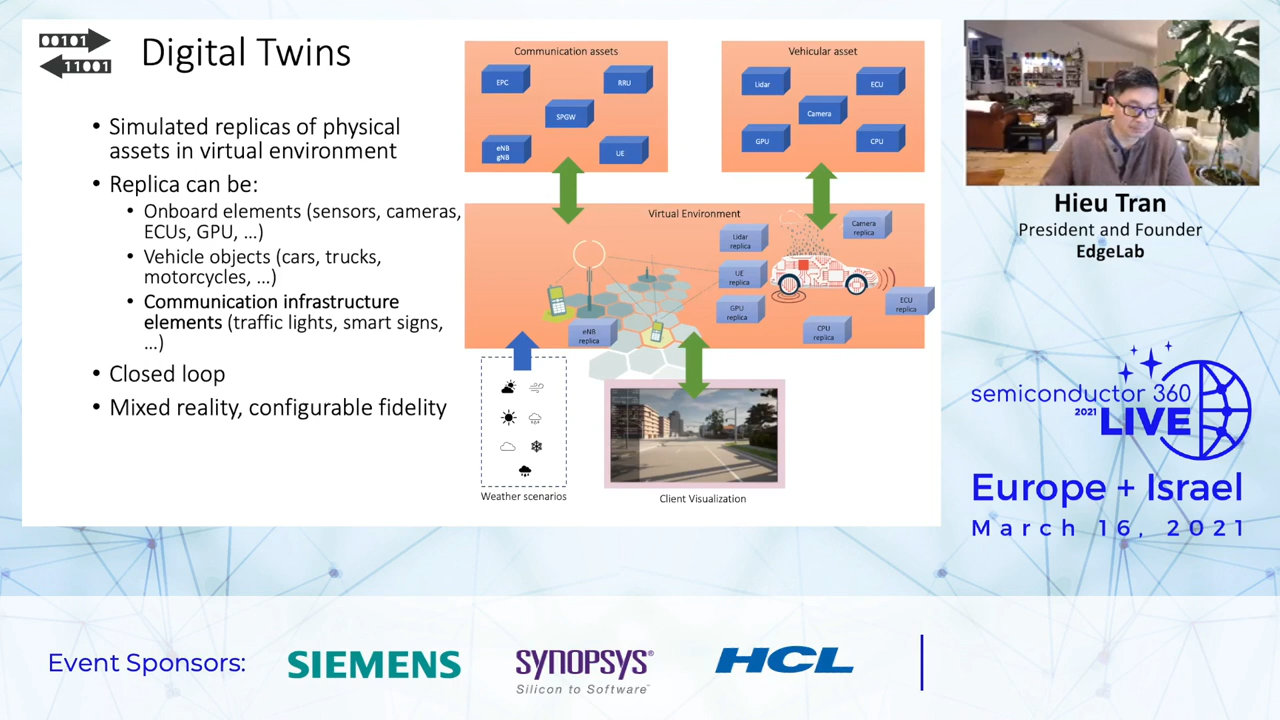 00101
11001
Digital Twins
• Simulated replicas of physical
assets in virtual environment
• Replica can be:
• Onboard elements (sensors, cameras,
ECUs, GPU, ...)
• Vehicle objects (cars, trucks,
motorcycles, ...)
• Communication infrastructure
elements (traffic lights, smart signs,
...)
• Closed loop
• Mixed reality, configurable fidelity
Communication assets
EPC
RRU
SPGW
eNB
gNB
UE
Vehicular asset
Lidar
ECU
Camera
GPU
CPU
Virtual Environment
Lidar
replica
Camera
replica
UE
replica
GPU
replica
ECU
replica
CPU
replica
eNB
replica
Weather scenarios
Client Visualization
Hieu Tran
President and Founder
EdgeLab
semiconductor 360
2021 LIVE
Europe + Israel
March 16, 2021
Event Sponsors:
SIEMENS
SYNOPSYS®
Silicon to Software™
HCL